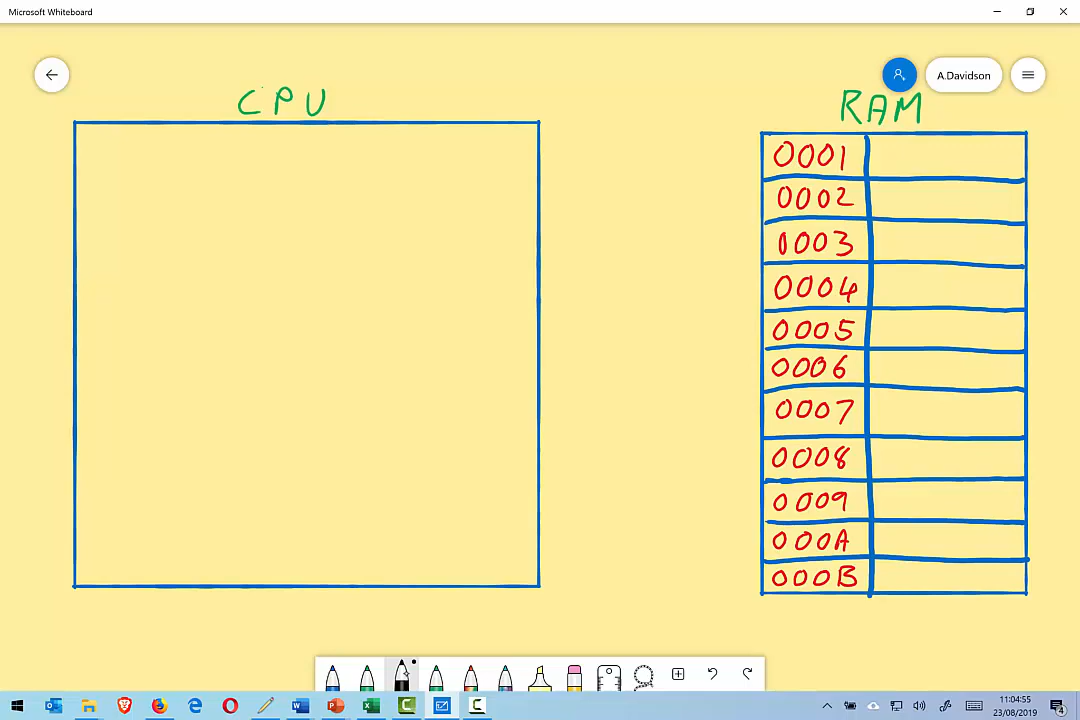 Microsoft Whiteboard
A.Davidson
CPU
RAM
0001
0002
0003
0004
0005
0006
0007
0008
0009
000A
000B
11:04:55
23/08/2019
4